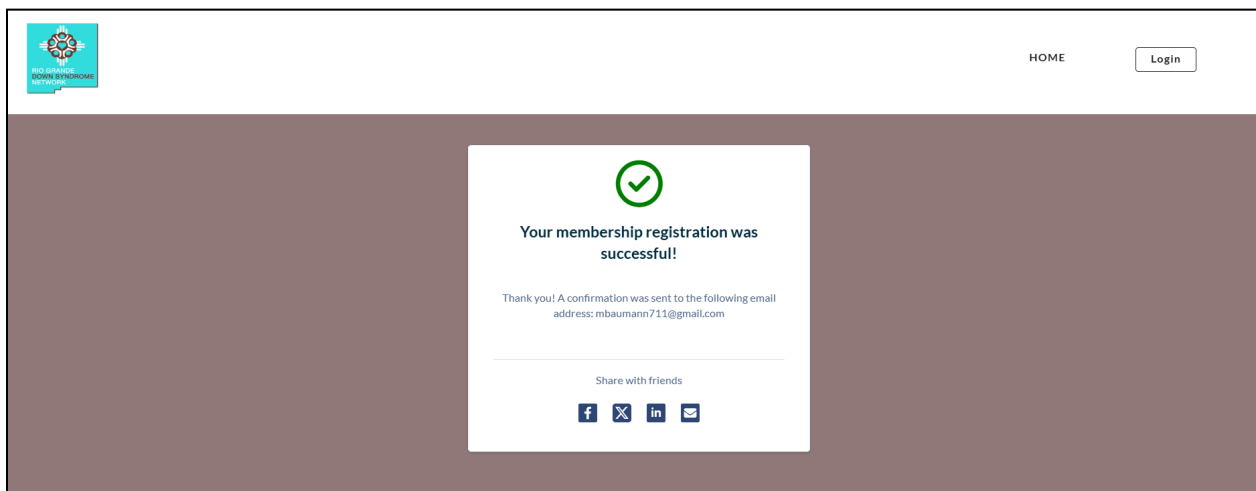 RIO GRANDE
DOWN SYNDROME
NETWORK
HOME
Login
Your membership registration was
successful!
Thank you! A confirmation was sent to the following email
address: mbaumann711@gmail.com
Share with friends